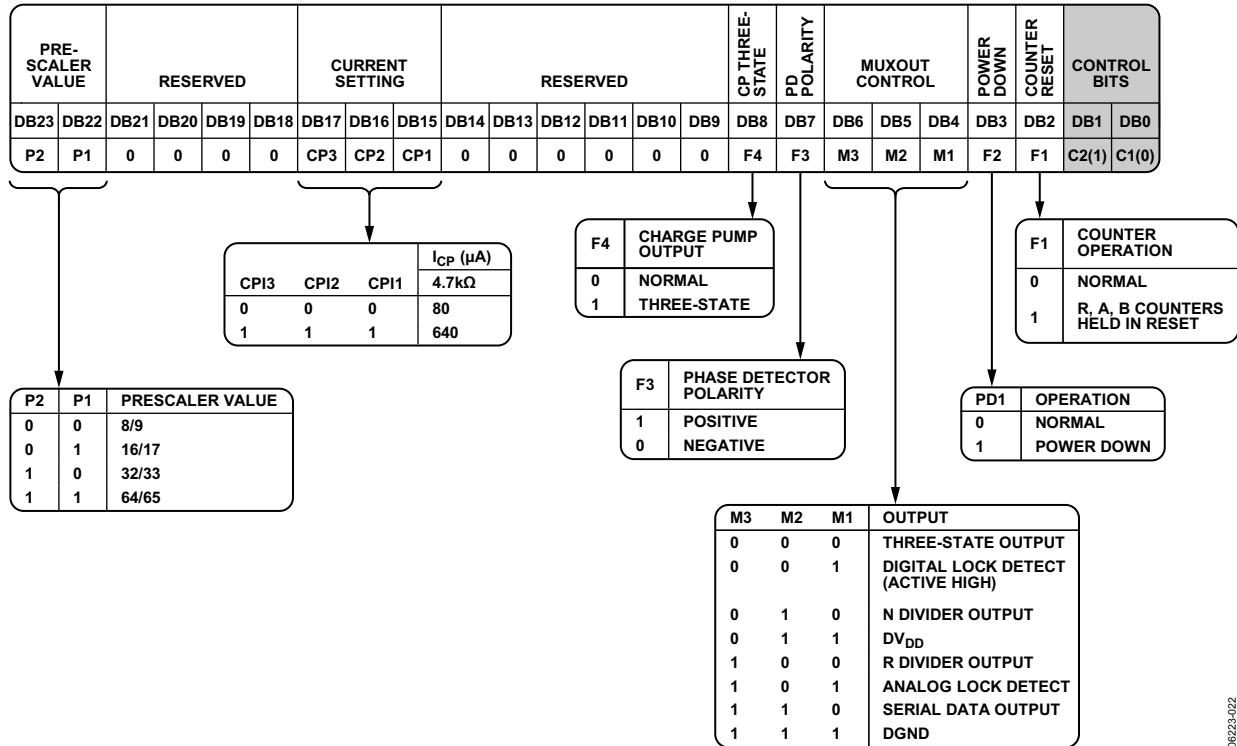 PRE-
SCALER
VALUE
RESERVED
CURRENT
SETTING
RESERVED
CP THREE-
STATE
PD
POLARITY
MUXOUT
CONTROL
POWER
DOWN
COUNTER
RESET
CONTROL
BITS
DB23 DB22 DB21 DB20 DB19 DB18 DB17 DB16 DB15 DB14 DB13 DB12 DB11 DB10 DB9 DB8 DB7 DB6 DB5 DB4 DB3 DB2 DB1 DB0
P2 P1 0 0 0 0 CP3 CP2 CP1 0 0 0 0 0 0 F4 F3 M3 M2 M1 F2 F1 C2(1) C1(0)
ICP (µA)
CPI3 CPI2 CPI1 4.7kΩ
0 0 0 80
1 1 1 640
F4 CHARGE PUMP
OUTPUT
0 NORMAL
1 THREE-STATE
F1 COUNTER
OPERATION
0 NORMAL
1 R, A, B COUNTERS
HELD IN RESET
F3 PHASE DETECTOR
POLARITY
1 POSITIVE
0 NEGATIVE
PD1 OPERATION
0 NORMAL
1 POWER DOWN
P2 P1 PRESCALER VALUE
0 0 8/9
0 1 16/17
1 0 32/33
1 1 64/65
M3 M2 M1 OUTPUT
0 0 0 THREE-STATE OUTPUT
0 0 1 DIGITAL LOCK DETECT
(ACTIVE HIGH)
0 1 0 N DIVIDER OUTPUT
0 1 1 DVDD
1 0 0 R DIVIDER OUTPUT
1 0 1 ANALOG LOCK DETECT
1 1 0 SERIAL DATA OUTPUT
1 1 1 DGND
06223-022